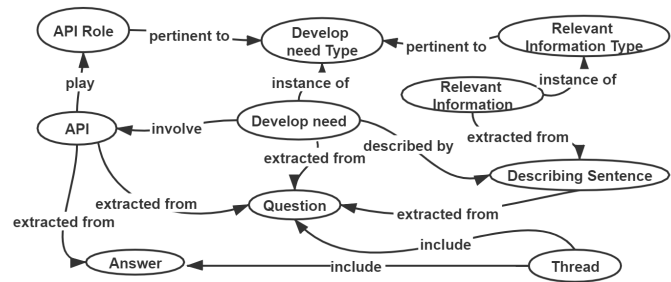 API Role
pertinent to
Develop
need Type
pertinent to
Relevant
Information Type
play
instance of
instance of
Relevant
Information
API
involve
Develop need
extracted from
described by
extracted from
Describing Sentence
extracted from
extracted from
Question
extracted from
include
Answer
include
Thread